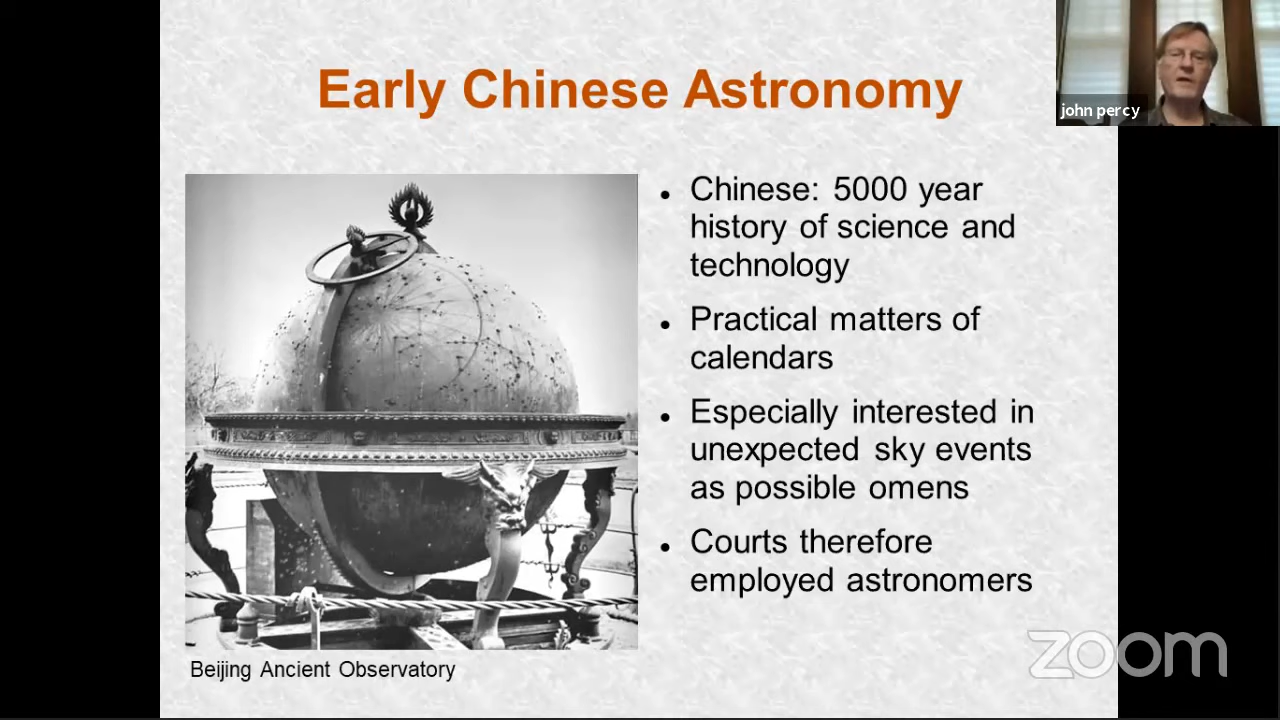 Early Chinese Astronomy
john percy
• Chinese: 5000 year
history of science and
technology
• Practical matters of
calendars
• Especially interested in
unexpected sky events
as possible omens
• Courts therefore
employed astronomers
Beijing Ancient Observatory
zoom